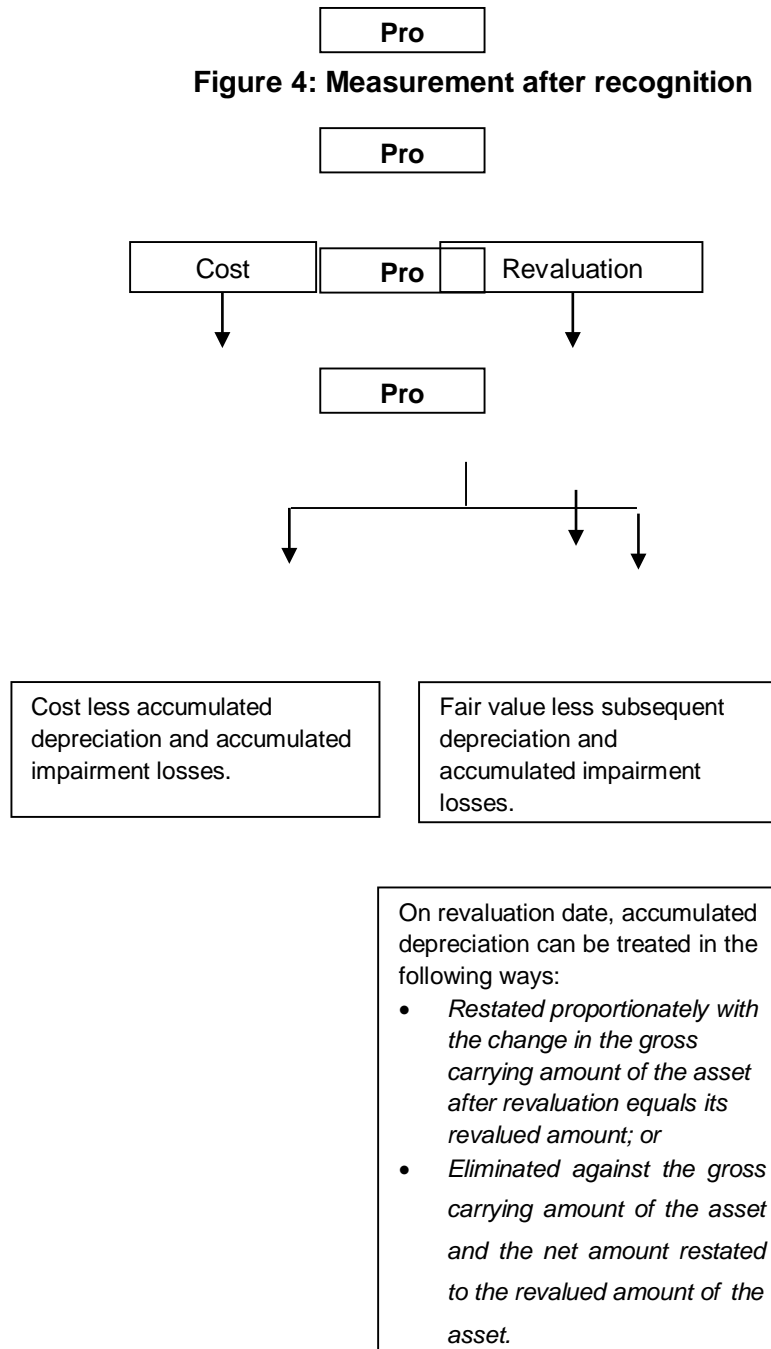 Pro
Figure 4: Measurement after recognition
Pro
Cost
Pro
Revaluation
Pro
Cost less accumulated
depreciation and accumulated
impairment losses.
Fair value less subsequent
depreciation and
accumulated impairment
losses.
On revaluation date, accumulated
depreciation can be treated in the
following ways:
• Restated proportionately with
the change in the gross
carrying amount of the asset
after revaluation equals its
revalued amount; or
• Eliminated against the gross
carrying amount of the asset
and the net amount restated
to the revalued amount of the
asset.